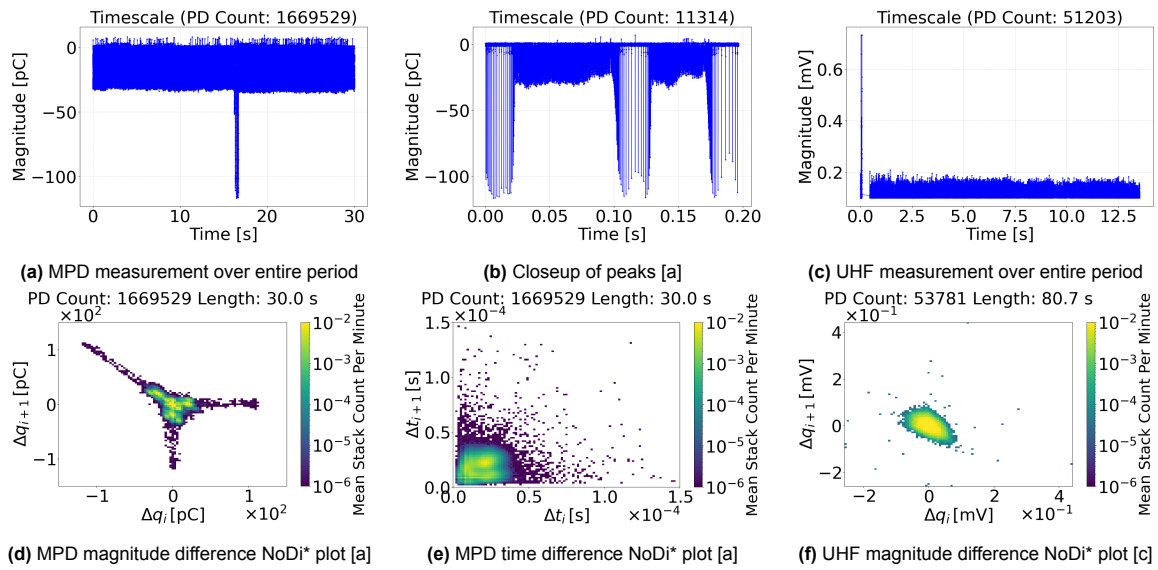 Timescale (PD Count: 1669529)
Magnitude [pC]
0
−50
−100
0
10
20
30
Time [s]
(a) MPD measurement over entire period
Timescale (PD Count: 11314)
Magnitude [pC]
0
−50
−100
0.00
0.05
0.10
0.15
0.20
Time [s]
(b) Closeup of peaks [a]
Timescale (PD Count: 51203)
Magnitude [mV]
0.6
0.4
0.2
0.0
2.5
5.0
7.5
10.0
12.5
Time [s]
(c) UHF measurement over entire period
PD Count: 1669529 Length: 30.0 s
×10²
Δqᵢ₊₁ [pC]
1
0
−1
−1
0
1
Δqᵢ [pC]
×10²
10⁻²
10⁻³
10⁻⁴
10⁻⁵
10⁻⁶
Mean Stack Count Per Minute
(d) MPD magnitude difference NoDi* plot [a]
PD Count: 1669529 Length: 30.0 s
×10⁻⁴
Δtᵢ₊₁ [s]
1.5
1.0
0.5
0.0
0.0
0.5
1.0
1.5
Δtᵢ [s]
×10⁻⁴
10⁻²
10⁻³
10⁻⁴
10⁻⁵
10⁻⁶
Mean Stack Count Per Minute
(e) MPD time difference NoDi* plot [a]
PD Count: 53781 Length: 80.7 s
×10⁻¹
Δqᵢ₊₁ [mV]
4
2
0
−2
−2
0
2
4
Δqᵢ [mV]
×10⁻¹
10⁻²
10⁻³
10⁻⁴
10⁻⁵
10⁻⁶
Mean Stack Count Per Minute
(f) UHF magnitude difference NoDi* plot [c]